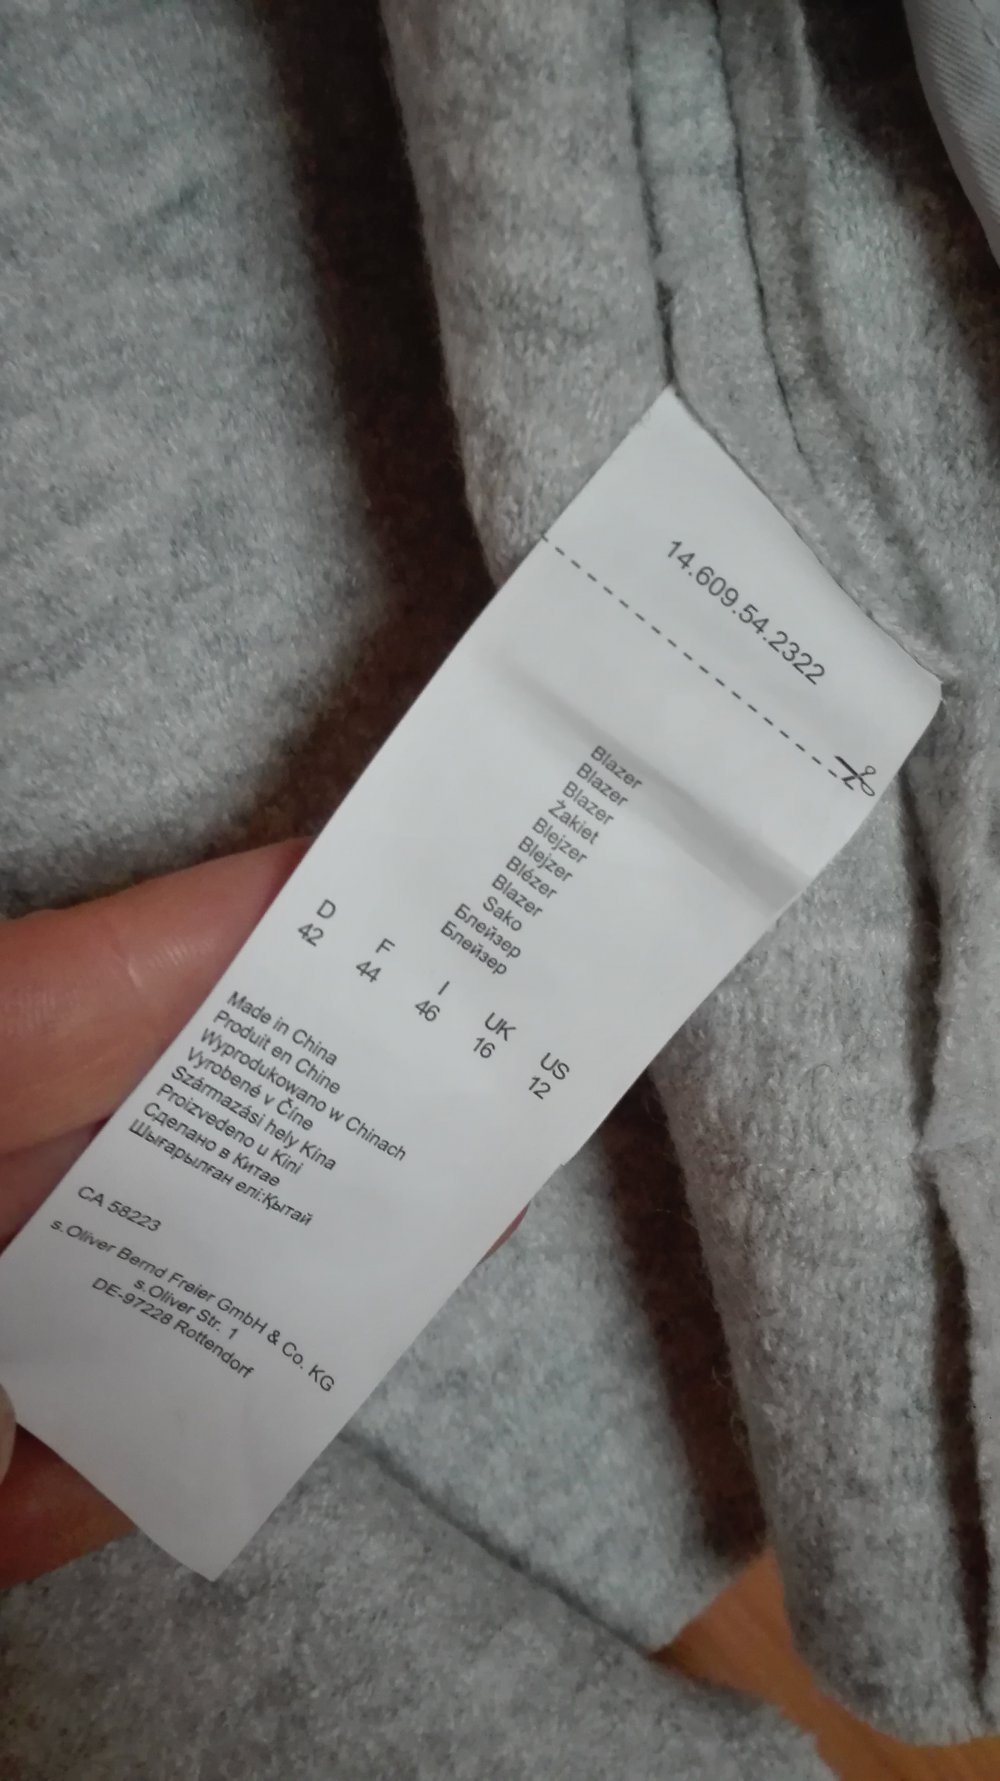 14.609.54.2322
Blazer
Blazer
Blazer
Żakiet
Blejzer
Blejzer
Blézer
Blazer
Sako
Блейзер
Блейзер
D F I UK US
42 44 46 16 12
Made in China
Produit en Chine
Wyprodukowano w Chinach
Vyrobené v Číne
Származási hely Kína
Proizvedeno u Kini
Сделано в Китае
Шығарылған елі:Қытай
CA 58223
s.Oliver Bernd Freier GmbH & Co. KG
s.Oliver Str. 1
DE-97228 Rottendorf